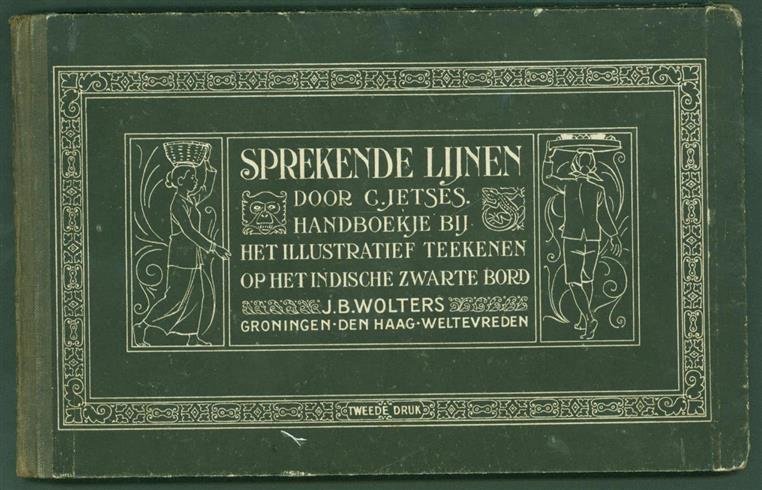 SPREKENDE LIJNEN
DOOR C. JETSES.
HANDBOEKJE BIJ
HET ILLUSTRATIEF TEEKENEN
OP HET INDISCHE ZWARTE BORD
J.B. WOLTERS
GRONINGEN · DEN HAAG · WELTEVREDEN
TWEEDE DRUK